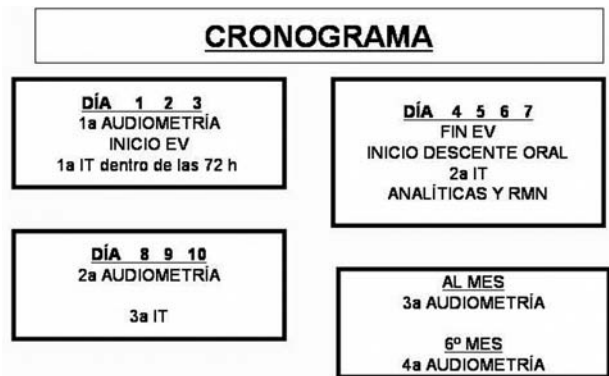 CRONOGRAMA
DÍA 1 2 3
1a AUDIOMETRÍA
INICIO EV
1a IT dentro de las 72 h
DÍA 4 5 6 7
FIN EV
INICIO DESCENTE ORAL
2a IT
ANALÍTICAS Y RMN
DÍA 8 9 10
2a AUDIOMETRÍA
3a IT
AL MES
3a AUDIOMETRÍA
6º MES
4a AUDIOMETRÍA